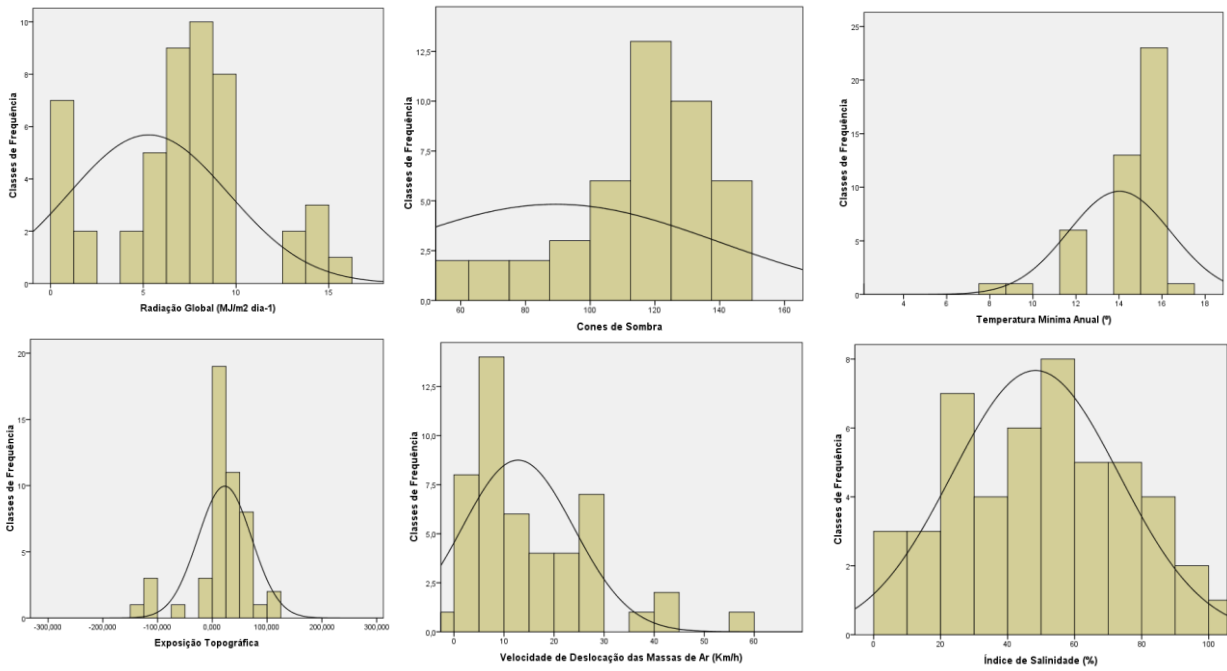 Classes de Frequência
10
8
6
4
2
0
0 5 10 15
Radiação Global (MJ/m2 dia-1)
Classes de Frequência
12,5
10,0
7,5
5,0
2,5
0,0
60 80 100 120 140 160
Cones de Sombra
Classes de Frequência
25
20
15
10
5
0
4 6 8 10 12 14 16 18
Temperatura Mínima Anual (º)
Classes de Frequência
20
15
10
5
0
-300,000 -200,000 -100,000 0,000 100,000 200,000 300,000
Exposição Topográfica
Classes de Frequência
12,5
10,0
7,5
5,0
2,5
0,0
0 10 20 30 40 50 60
Velocidade de Deslocação das Massas de Ar (Km/h)
Classes de Frequência
8
6
4
2
0
0 20 40 60 80 100
Índice de Salinidade (%)